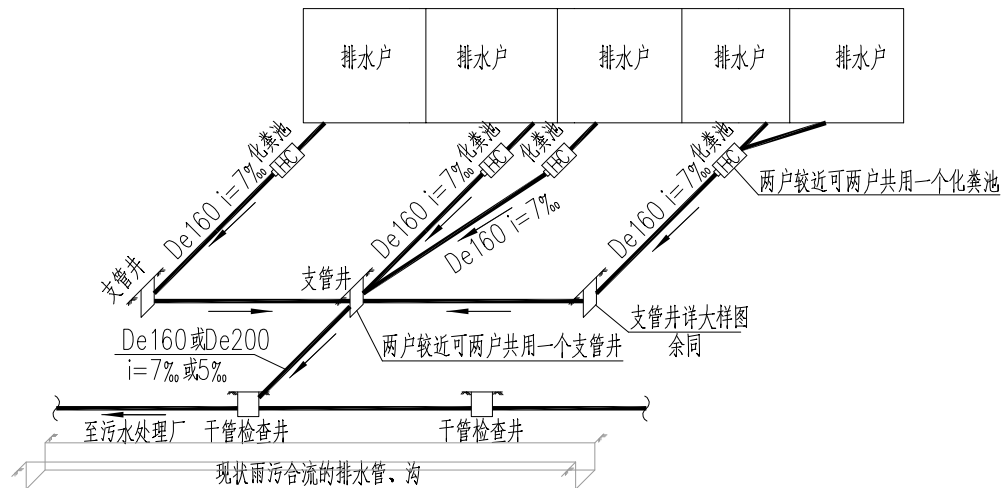 排水户
排水户
排水户
排水户
排水户
化粪池
HC
化粪池
HC
化粪池
HC
化粪池
HC
De160 i=7‰
De160 i=7‰
De160 i=7‰
De160 i=7‰
两户较近可两户共用一个化粪池
支管井
支管井
支管井详大样图
余同
De160或De200
i=7‰或5‰
两户较近可两户共用一个支管井
至污水处理厂
干管检查井
干管检查井
现状雨污合流的排水管、沟